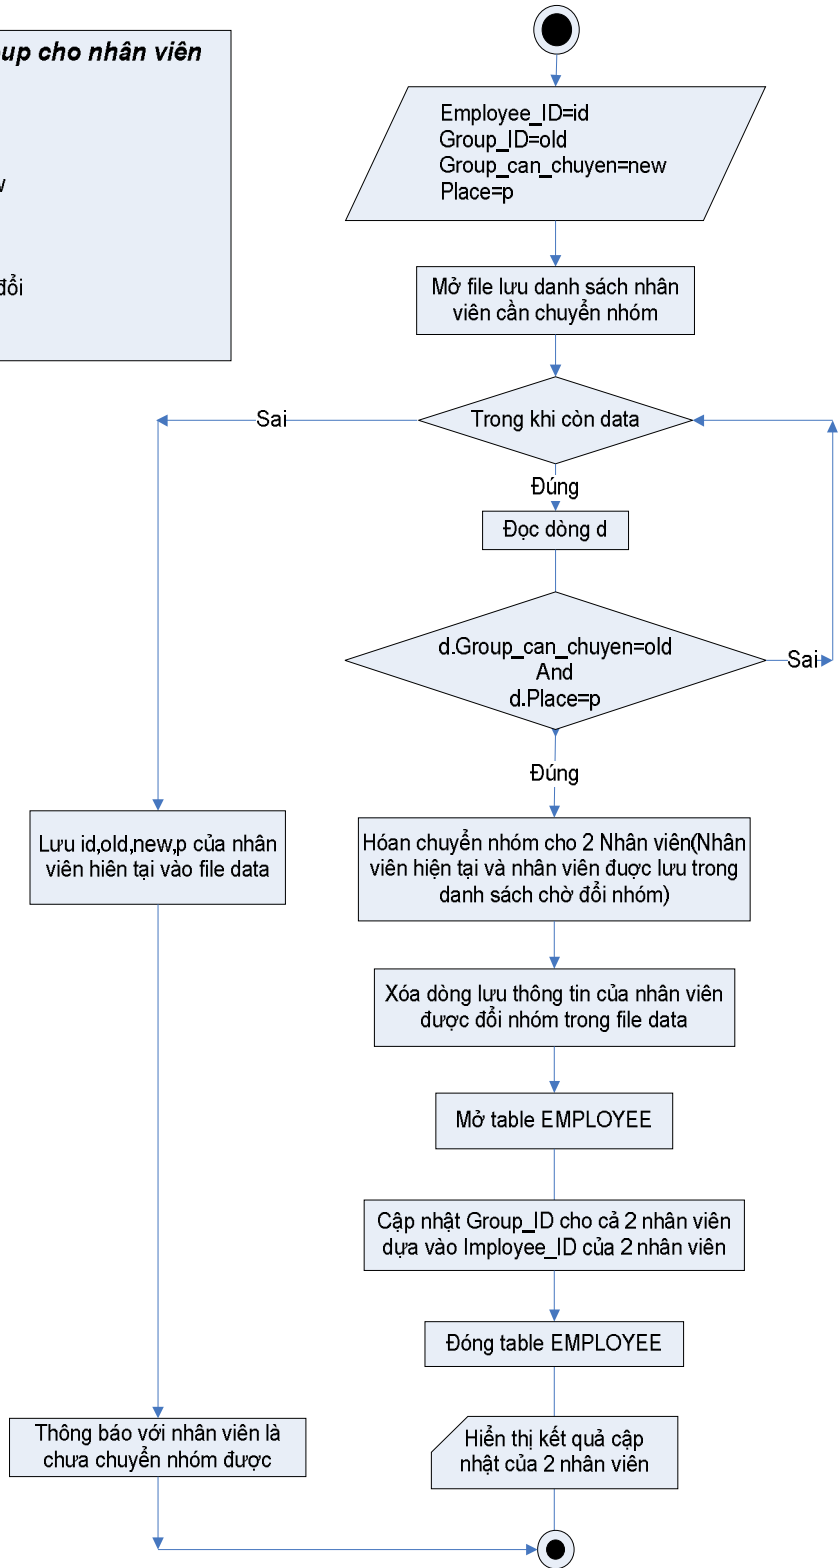 up cho nhân viên
đổi
Employee_ID=id
Group_ID=old
Group_can_chuyen=new
Place=p
Mở file lưu danh sách nhân
viên cần chuyển nhóm
Trong khi còn data
Sai
Đúng
Đọc dòng d
d.Group_can_chuyen=old
And
d.Place=p
Sai
Đúng
Lưu id,old,new,p của nhân
viên hiên tại vào file data
Hóan chuyển nhóm cho 2 Nhân viên(Nhân
viên hiện tại và nhân viên đuợc lưu trong
danh sách chờ đổi nhóm)
Xóa dòng lưu thông tin của nhân viên
được đổi nhóm trong file data
Mở table EMPLOYEE
Cập nhật Group_ID cho cả 2 nhân viên
dựa vào Imployee_ID của 2 nhân viên
Đóng table EMPLOYEE
Thông báo với nhân viên là
chưa chuyển nhóm được
Hiển thị kết quả cập
nhật của 2 nhân viên